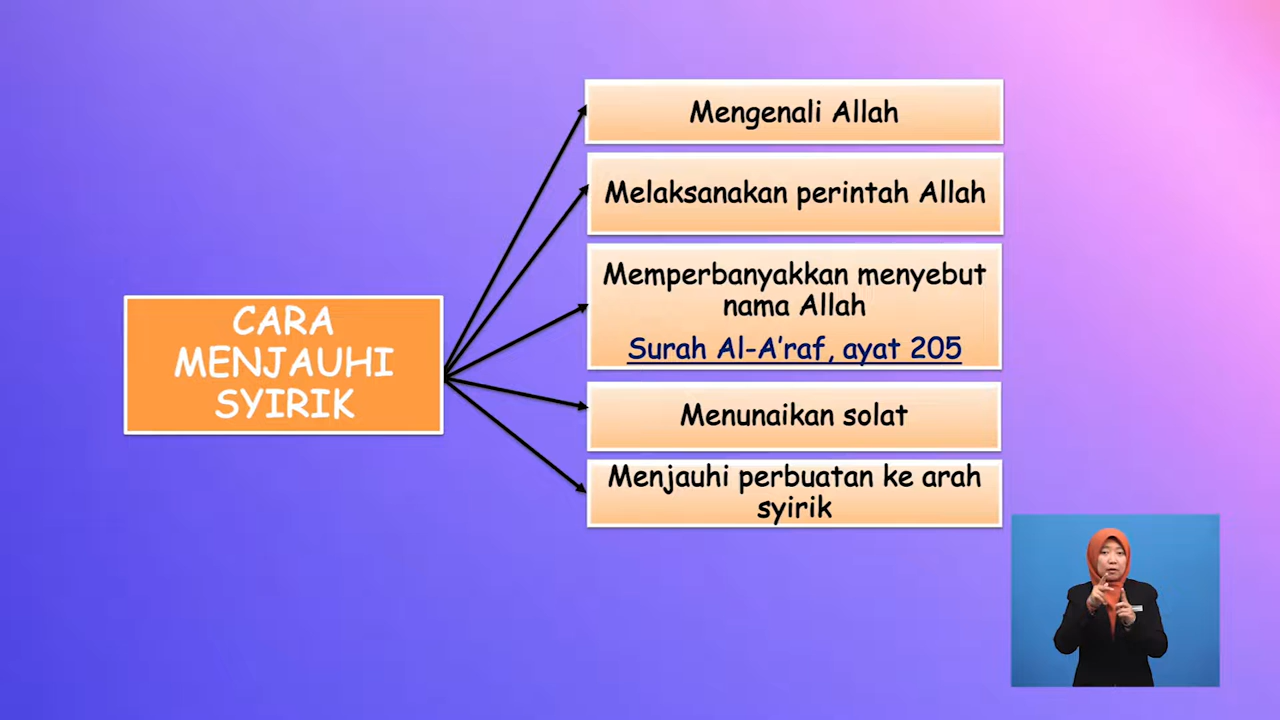 CARA
MENJAUHI
SYIRIK
Mengenali Allah
Melaksanakan perintah Allah
Memperbanyakkan menyebut
nama Allah
Surah Al-A'raf, ayat 205
Menunaikan solat
Menjauhi perbuatan ke arah
syirik